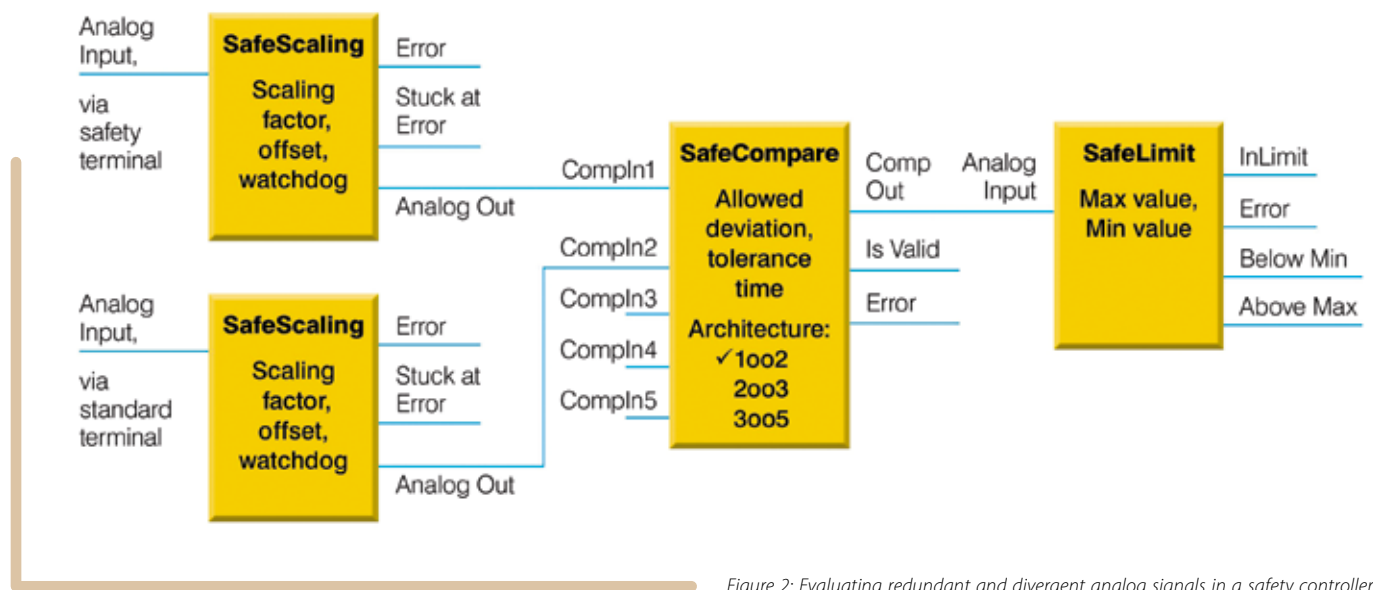 Analog
Input,
via
safety
terminal
SafeScaling
Scaling
factor,
offset,
watchdog
Error
Stuck at
Error
Analog Out
Analog
Input,
via
standard
terminal
SafeScaling
Scaling
factor,
offset,
watchdog
Error
Stuck at
Error
Analog Out
CompIn1
CompIn2
CompIn3
CompIn4
CompIn5
SafeCompare
Allowed
deviation,
tolerance
time
Architecture:
✓1oo2
2oo3
3oo5
Comp
Out
Is Valid
Error
Analog
Input
SafeLimit
Max value,
Min value
InLimit
Error
Below Min
Above Max
Figure 2: Evaluating redundant and divergent analog signals in a safety controller